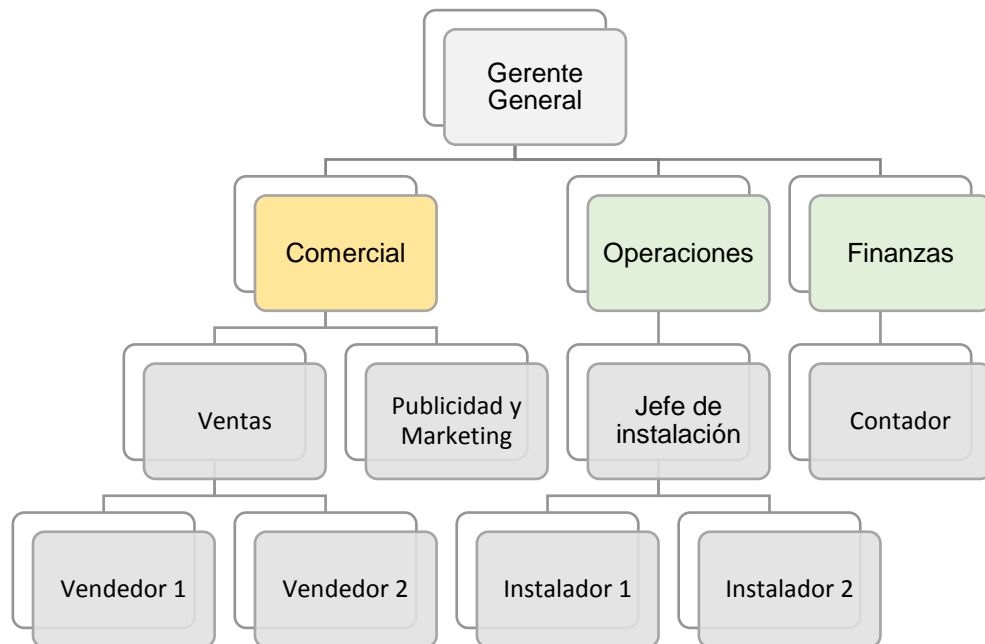 Gerente
General
Comercial
Operaciones
Finanzas
Ventas
Publicidad y
Marketing
Jefe de
instalación
Contador
Vendedor 1
Vendedor 2
Instalador 1
Instalador 2